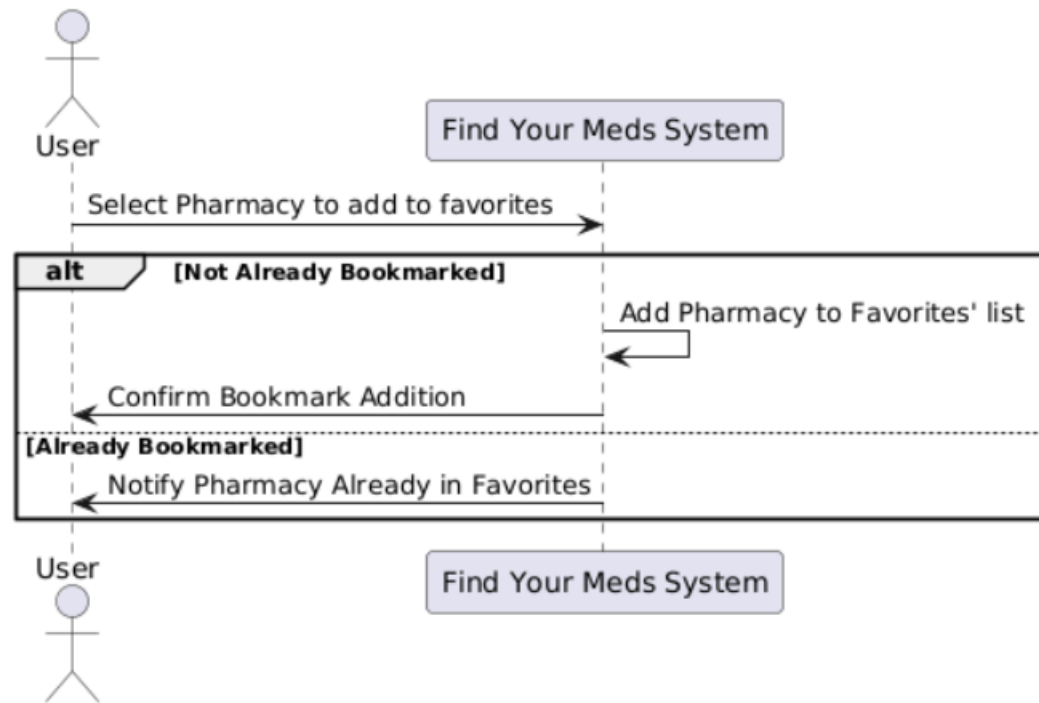 User
Find Your Meds System
Select Pharmacy to add to favorites
alt [Not Already Bookmarked]
Add Pharmacy to Favorites' list
Confirm Bookmark Addition
[Already Bookmarked]
Notify Pharmacy Already in Favorites
User
Find Your Meds System